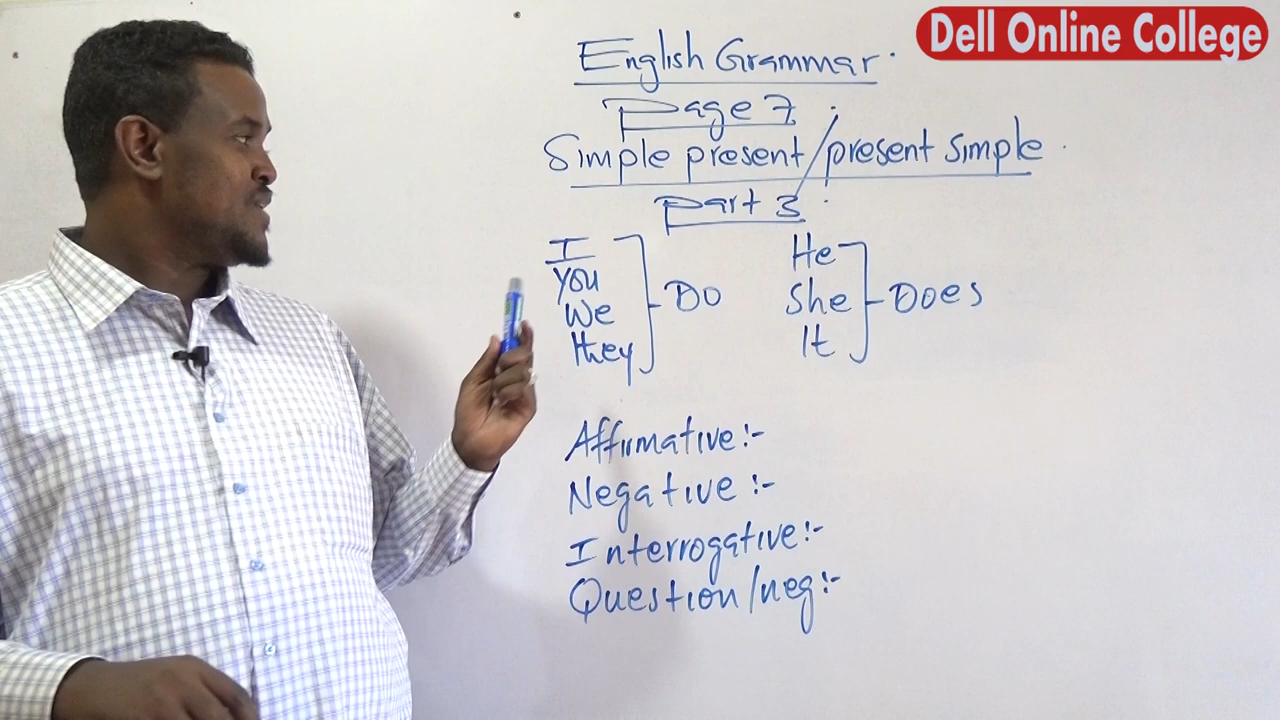 Dell Online College
English Grammar.
Page 7
Simple present/present simple.
Part 3
I
You
We
they
Do
He
She
It
Does
Affirmative:-
Negative:-
Interrogative:-
Question/neg:-